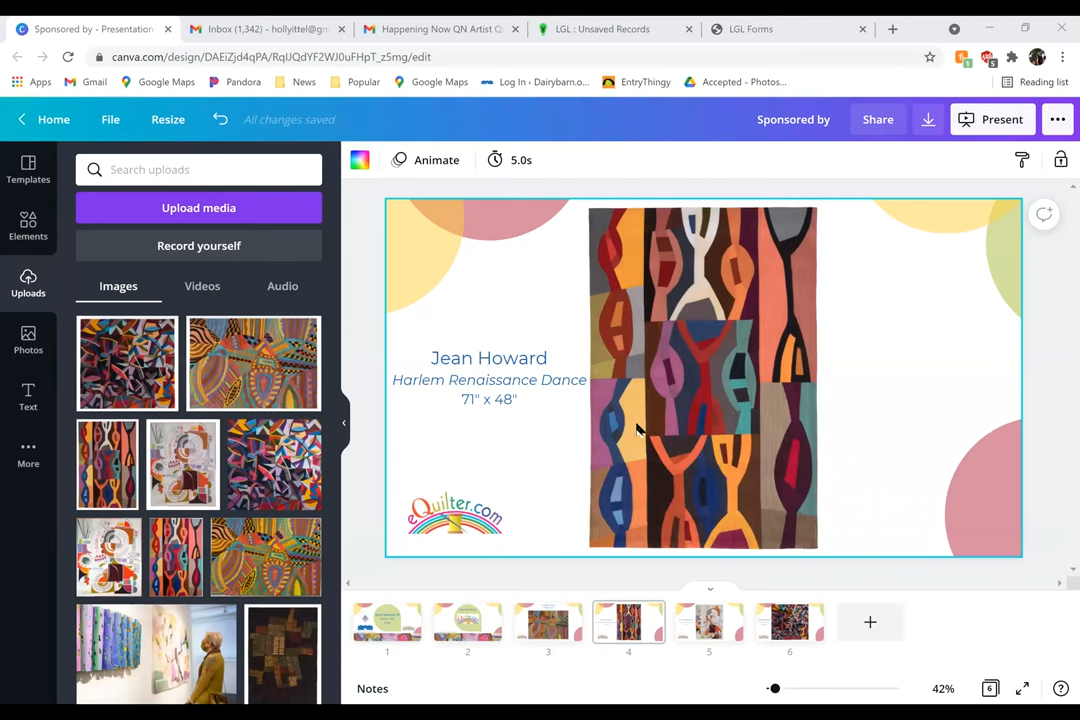 Sponsored by - Presentation
Inbox (1,342) - hollyittel@gm
Happening Now QN Artist Q
LGL : Unsaved Records
LGL Forms
canva.com/design/DAEiZjd4qPA/RqIJQdYF2WJ0uFHpT_z5mg/edit
Apps
Gmail
Google Maps
Pandora
News
Popular
Google Maps
Log In ‹ Dairybarn.o...
EntryThingy
Accepted - Photos...
Reading list
Home
File
Resize
All changes saved
Sponsored by
Share
Present
Templates
Elements
Uploads
Photos
Text
More
Search uploads
Upload media
Record yourself
Images
Videos
Audio
Animate
5.0s
Jean Howard
Harlem Renaissance Dance
71" x 48"
eQuilter.com
1
2
3
4
5
6
Notes
42%
6